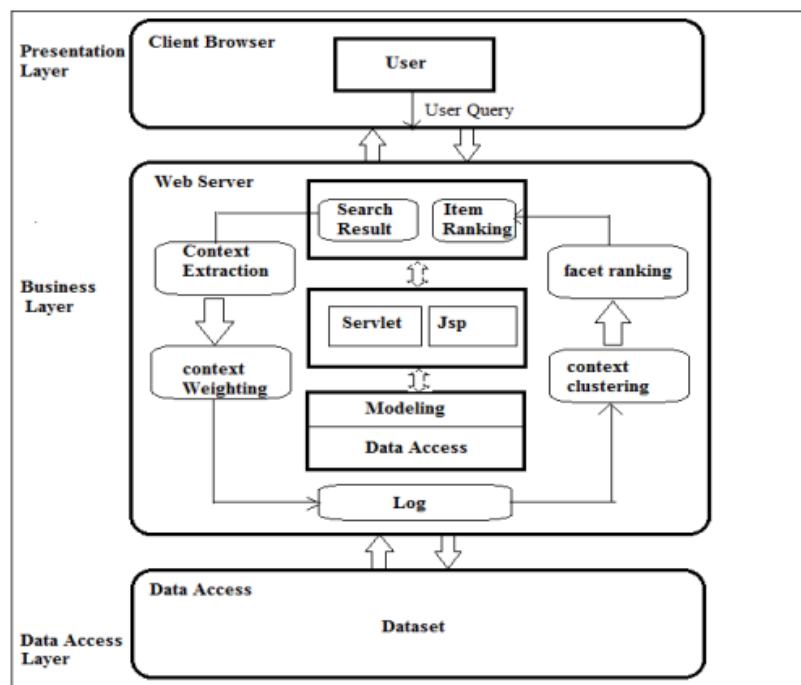 Presentation
Layer
Client Browser
User
User Query
Web Server
Search
Result
Item
Ranking
Context
Extraction
facet ranking
Business
Layer
Servlet
Jsp
context
Weighting
context
clustering
Modeling
Data Access
Log
Data Access
Dataset
Data Access
Layer